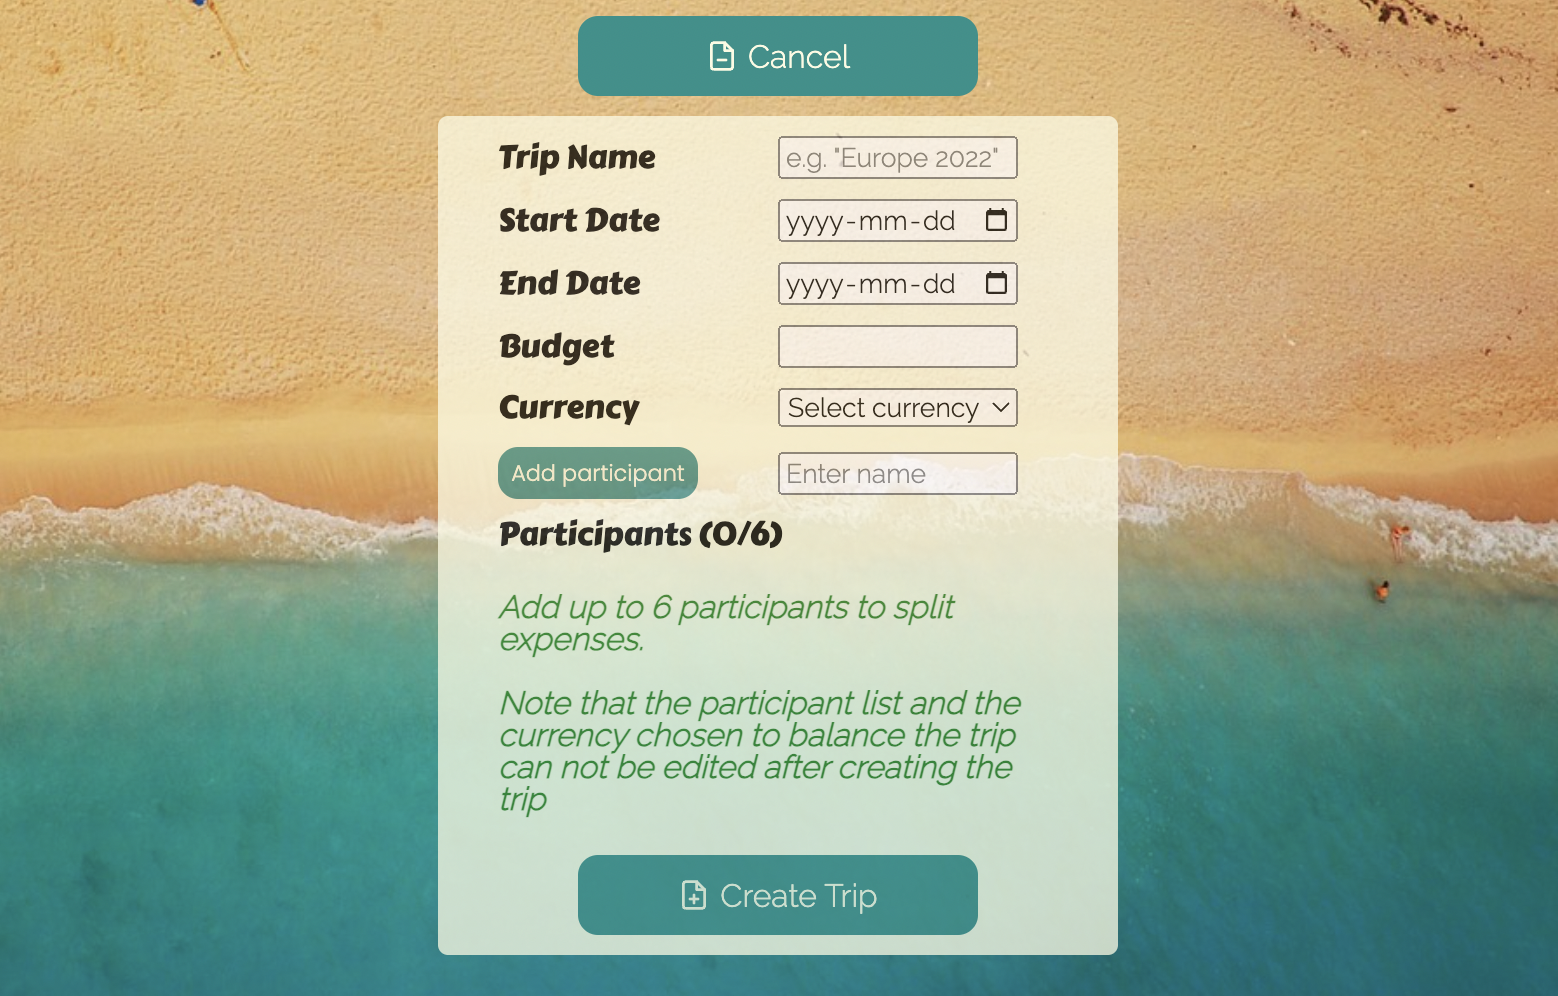 Cancel
Trip Name
e.g. "Europe 2022"
Start Date
yyyy-mm-dd
End Date
yyyy-mm-dd
Budget
Currency
Select currency
Add participant
Enter name
Participants (0/6)
Add up to 6 participants to split
expenses.
Note that the participant list and the
currency chosen to balance the trip
can not be edited after creating the
trip
Create Trip